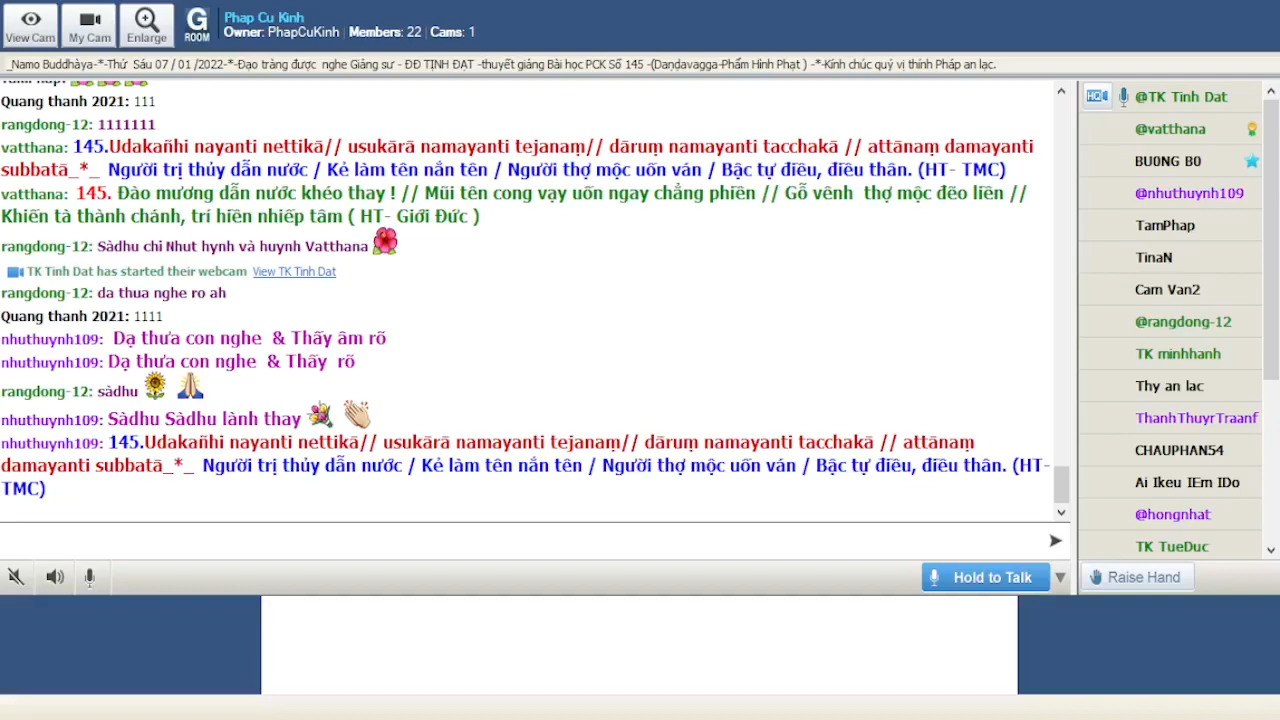 View Cam
My Cam
Enlarge
G
ROOM
Phap Cu Kinh
Owner: PhapCuKinh | Members: 22 | Cams: 1
_Namo Buddhàya-*-Thứ Sáu 07 / 01 /2022-*-Đạo tràng được nghe Giảng sư - ĐĐ TỊNH ĐẠT -thuyết giảng Bài học PCK Số 145 -(Daṇḍavagga-Phẩm Hình Phạt ) -*-Kính chúc quý vị thính Pháp an lạc.
Quang thanh 2021: 111
rangdong-12: 1111111
vatthana: 145.Udakañhi nayanti nettikā// usukārā namayanti tejanaṃ// dāruṃ namayanti tacchakā // attānaṃ damayanti
subbatā_*_ Người trị thủy dẫn nước / Kẻ làm tên nắn tên / Người thợ mộc uốn ván / Bậc tự điều, điều thân. (HT- TMC)
vatthana: 145. Đào mương dẫn nước khéo thay ! // Mũi tên cong vạy uốn ngay chẳng phiền // Gỗ vênh thợ mộc đẽo liền //
Khiến tà thành chánh, trí hiền nhiếp tâm ( HT- Giới Đức )
rangdong-12: Sàdhu chi Nhut hynh và huynh Vatthana
TK Tinh Dat has started their webcam View TK Tinh Dat
rangdong-12: da thua nghe ro ah
Quang thanh 2021: 1111
nhuthuynh109: Dạ thưa con nghe & Thấy âm rõ
nhuthuynh109: Dạ thưa con nghe & Thấy rõ
rangdong-12: sàdhu
nhuthuynh109: Sàdhu Sàdhu lành thay
nhuthuynh109: 145.Udakañhi nayanti nettikā// usukārā namayanti tejanaṃ// dāruṃ namayanti tacchakā // attānaṃ
damayanti subbatā_*_ Người trị thủy dẫn nước / Kẻ làm tên nắn tên / Người thợ mộc uốn ván / Bậc tự điều, điều thân. (HT-
TMC)
Hold to Talk
HQ
@TK Tinh Dat
@vatthana
BU0NG B0
@nhuthuynh109
TamPhap
TinaN
Cam Van2
@rangdong-12
TK minhhanh
Thy an lac
ThanhThuyrTraanf
CHAUPHAN54
Ai Ikeu IEm IDo
@hongnhat
TK TueDuc
Raise Hand